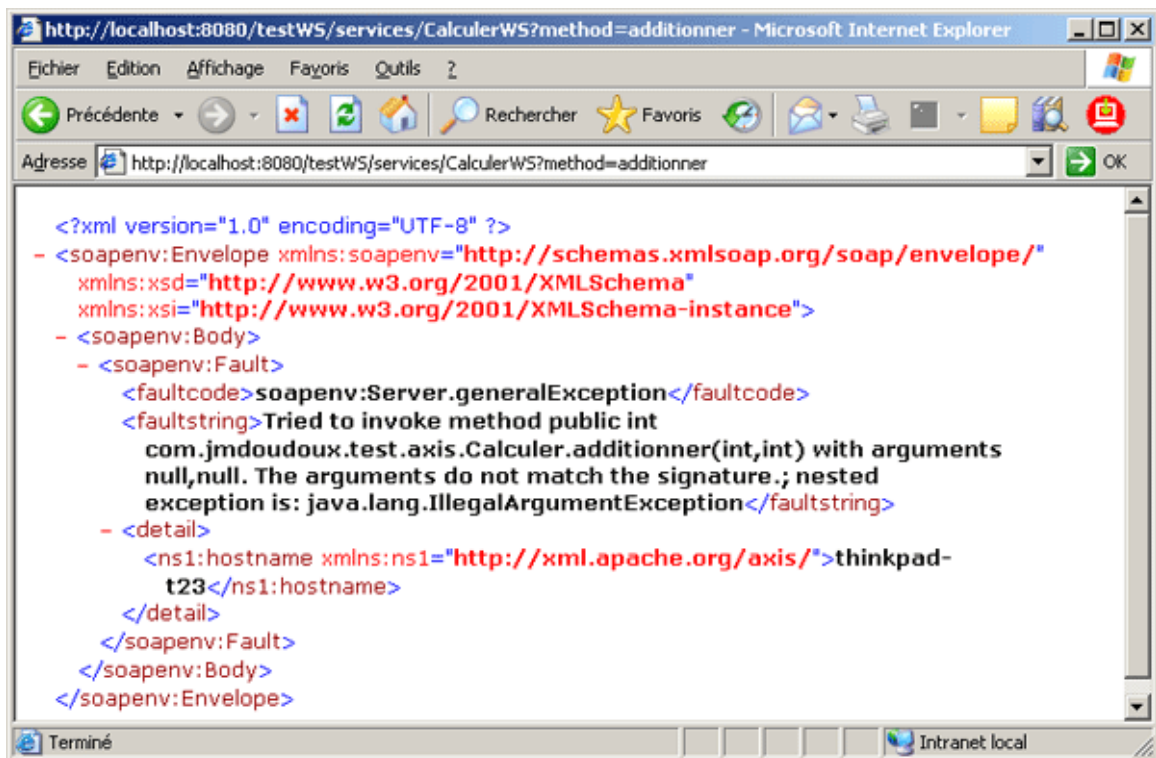 http://localhost:8080/testWS/services/CalculerWS?method=additionner - Microsoft Internet Explorer
Fichier Edition Affichage Favoris Outils ?
Précédente Rechercher Favoris
Adresse http://localhost:8080/testWS/services/CalculerWS?method=additionner OK
<?xml version="1.0" encoding="UTF-8" ?>
- <soapenv:Envelope xmlns:soapenv="http://schemas.xmlsoap.org/soap/envelope/"
xmlns:xsd="http://www.w3.org/2001/XMLSchema"
xmlns:xsi="http://www.w3.org/2001/XMLSchema-instance">
- <soapenv:Body>
- <soapenv:Fault>
<faultcode>soapenv:Server.generalException</faultcode>
<faultstring>Tried to invoke method public int
com.jmdoudoux.test.axis.Calculer.additionner(int,int) with arguments
null,null. The arguments do not match the signature.; nested
exception is: java.lang.IllegalArgumentException</faultstring>
- <detail>
<ns1:hostname xmlns:ns1="http://xml.apache.org/axis/">thinkpad-
t23</ns1:hostname>
</detail>
</soapenv:Fault>
</soapenv:Body>
</soapenv:Envelope>
Terminé Intranet local